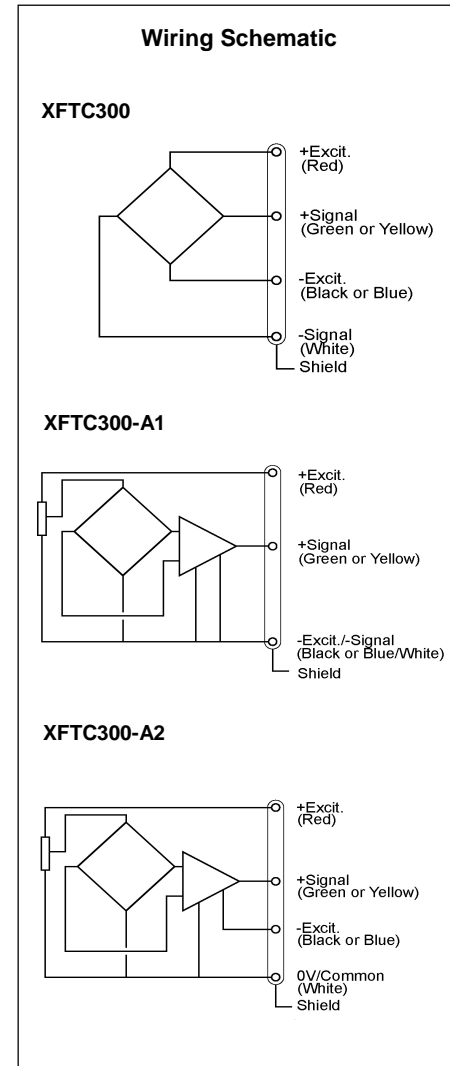 Wiring Schematic
XFTC300
+Excit.
(Red)
+Signal
(Green or Yellow)
-Excit.
(Black or Blue)
-Signal
(White)
Shield
XFTC300-A1
+Excit.
(Red)
+Signal
(Green or Yellow)
-Excit./-Signal
(Black or Blue/White)
Shield
XFTC300-A2
+Excit.
(Red)
+Signal
(Green or Yellow)
-Excit.
(Black or Blue)
0V/Common
(White)
Shield